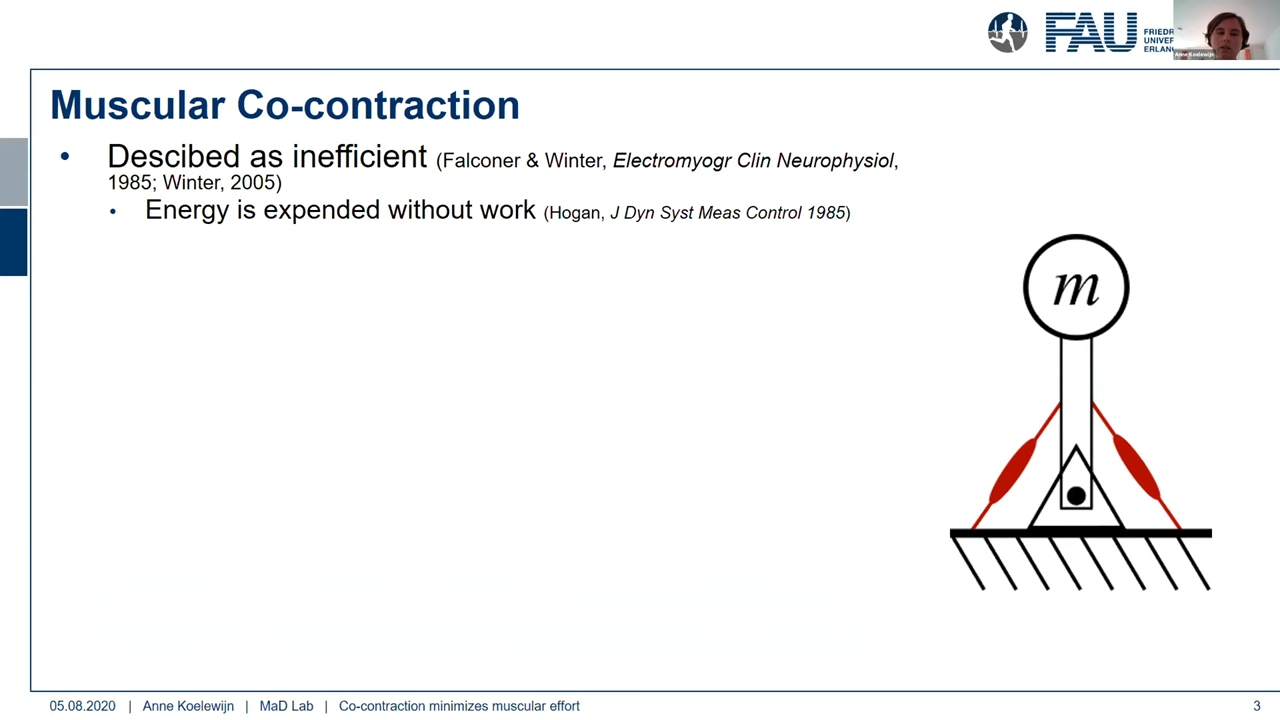 FAU
FRIEDR
UNIVER
ERLAN
Anne Koelewijn
Muscular Co-contraction
• Descibed as inefficient (Falconer & Winter, Electromyogr Clin Neurophysiol,
1985; Winter, 2005)
• Energy is expended without work (Hogan, J Dyn Syst Meas Control 1985)
m
05.08.2020 | Anne Koelewijn | MaD Lab | Co-contraction minimizes muscular effort 3